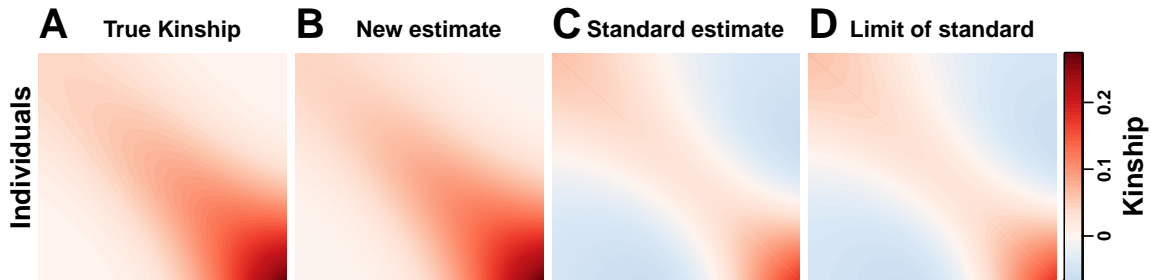 A True Kinship
B New estimate
C Standard estimate
D Limit of standard
Individuals
0.2
0.1
0
Kinship